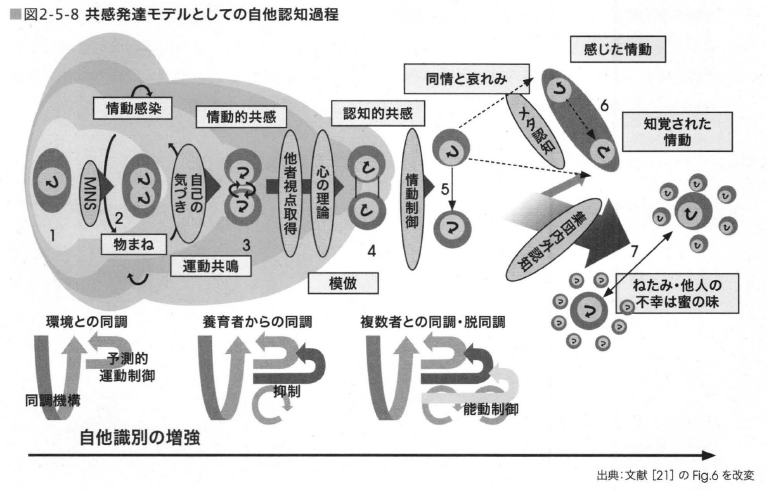 ■図2-5-8 共感発達モデルとしての自他認知過程
感じた情動
同情と哀れみ
6
情動感染
情動的共感
認知的共感
メタ認知
知覚された
情動
MNS
自己の
気づき
他者視点取得
心の理論
情動制御
1
2
3
4
5
物まね
運動共鳴
模倣
集団内外認知
7
ねたみ・他人の
不幸は蜜の味
環境との同調
養育者からの同調
複数者との同調・脱同調
予測的
運動制御
同調機構
抑制
能動制御
自他識別の増強
出典:文献 [21] の Fig.6 を改変